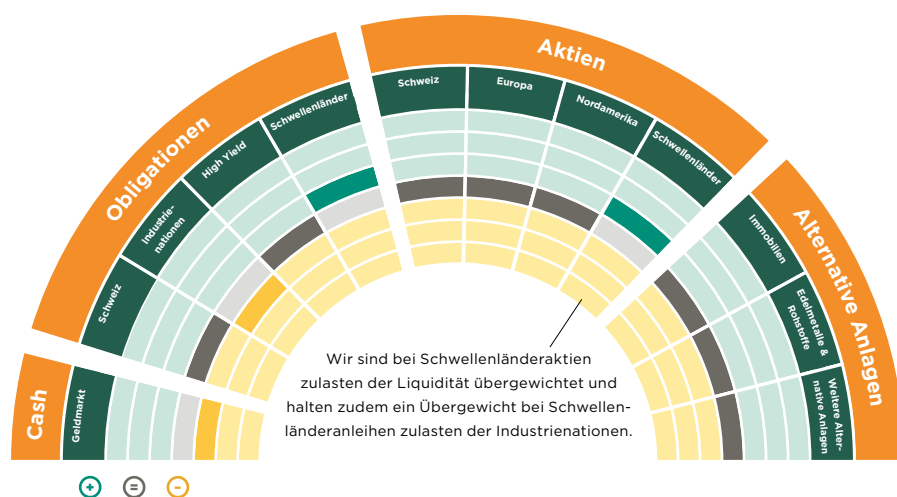 Cash
Geldmarkt
Obligationen
Schweiz
Industrie-
nationen
High Yield
Schwellenländer
Aktien
Schweiz
Europa
Nordamerika
Schwellenländer
Alternative Anlagen
Immobilien
Edelmetalle &
Rohstoffe
Weitere Alter-
native Anlagen
Wir sind bei Schwellenländeraktien
zulasten der Liquidität übergewichtet und
halten zudem ein Übergewicht bei Schwellen-
länderanleihen zulasten der Industrienationen.
+ = −